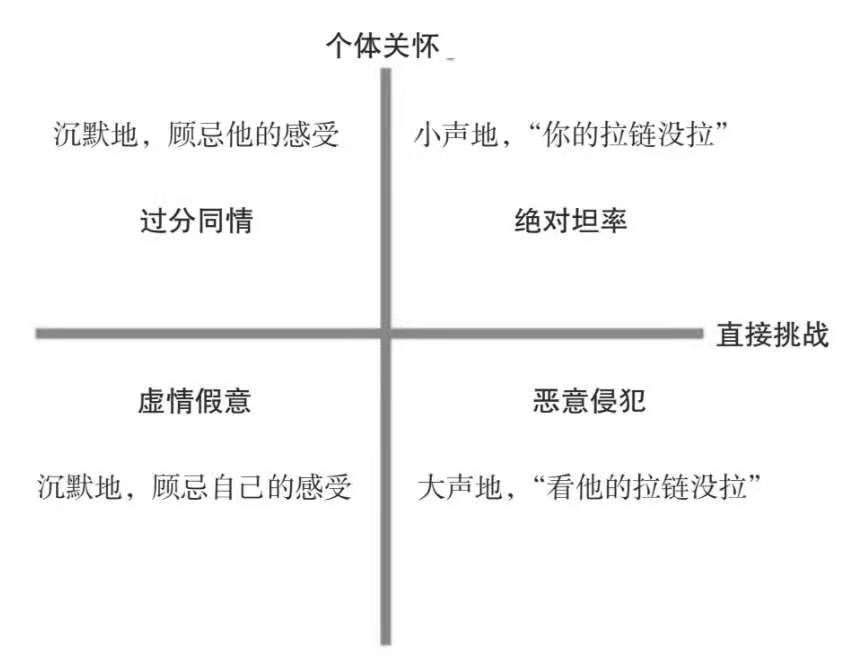 个体关怀
沉默地，顾忌他的感受
小声地，“你的拉链没拉”
过分同情
绝对坦率
直接挑战
虚情假意
恶意侵犯
沉默地，顾忌自己的感受
大声地，“看他的拉链没拉”